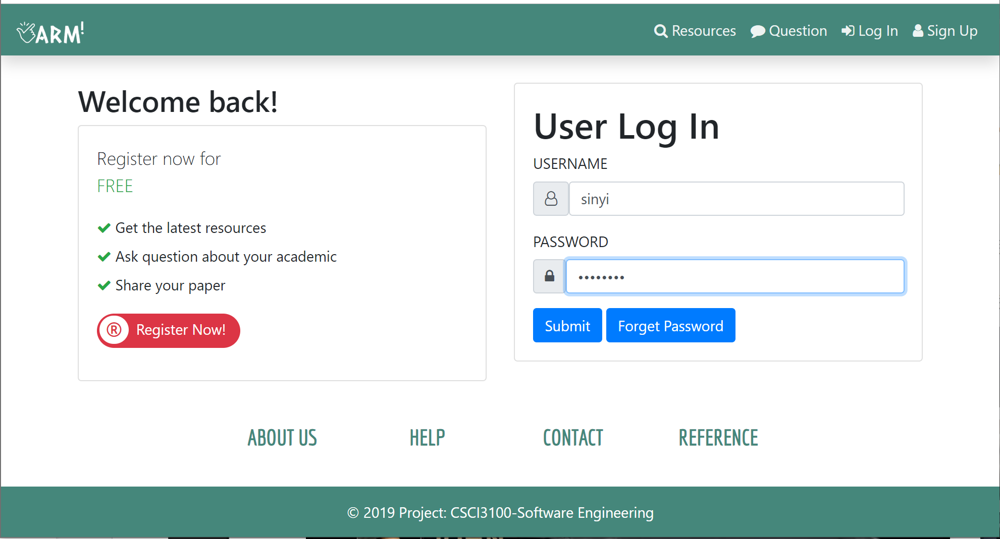 ARM!
Resources Question Log In Sign Up
Welcome back!
Register now for
FREE
Get the latest resources
Ask question about your academic
Share your paper
® Register Now!
User Log In
USERNAME
sinyi
PASSWORD
••••••••
Submit Forget Password
ABOUT US HELP CONTACT REFERENCE
© 2019 Project: CSCI3100-Software Engineering